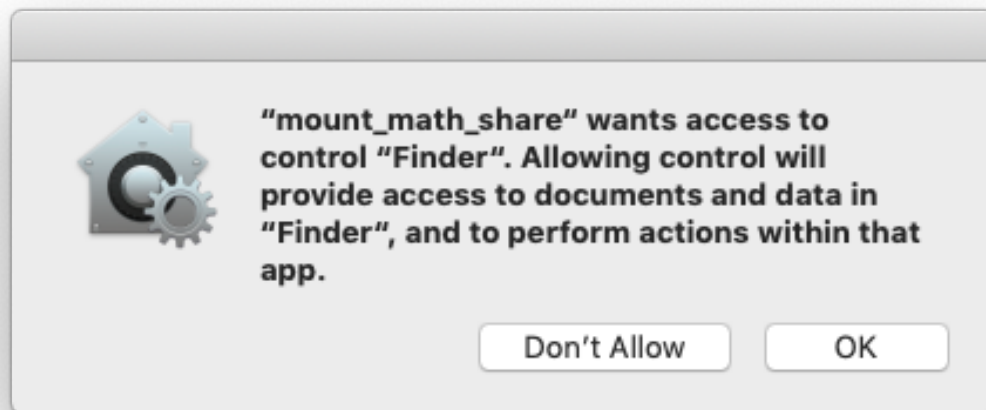 “mount_math_share“ wants access to
control “Finder“. Allowing control will
provide access to documents and data in
“Finder“, and to perform actions within that
app.
Don’t Allow
OK